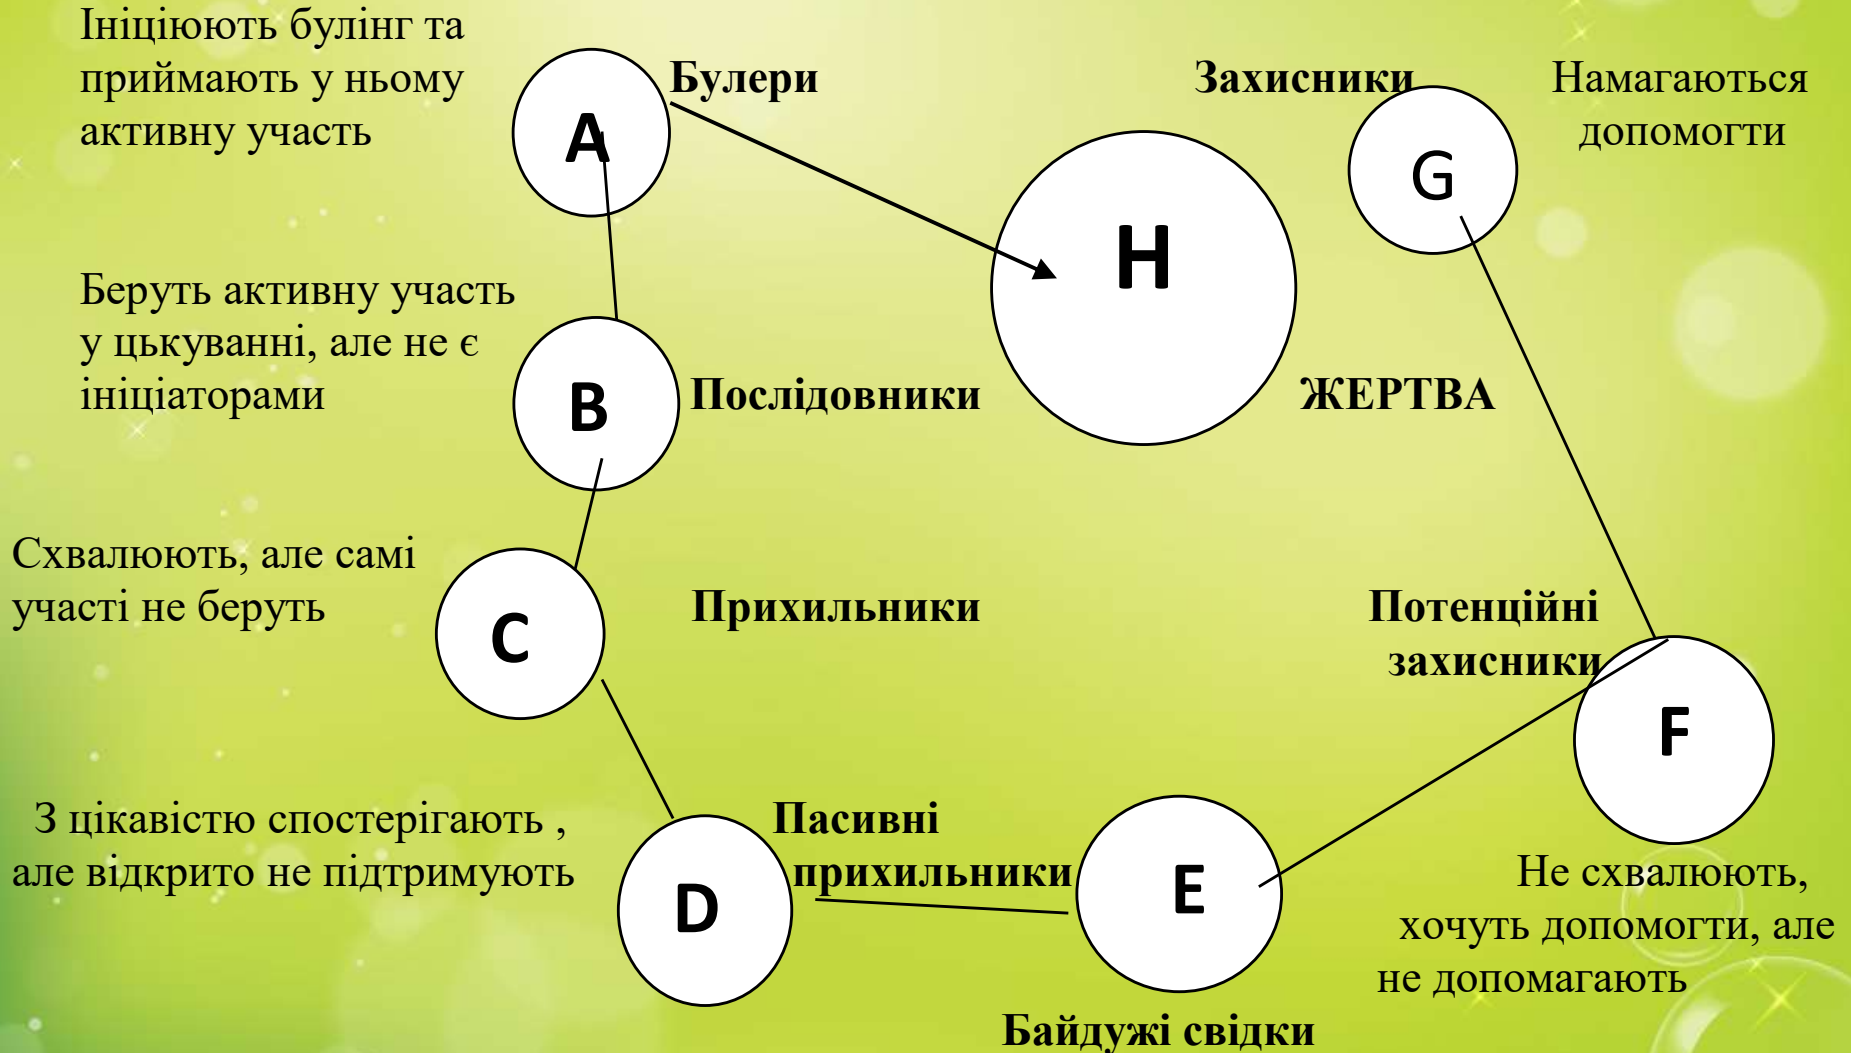 Ініціюють булінг та
приймають у ньому
активну участь
A
Булери
Захисники
G
Намагаються
допомогти
H
ЖЕРТВА
Беруть активну участь
у цькуванні, але не є
ініціаторами
B
Послідовники
Схвалюють, але самі
участі не беруть
C
Прихильники
Потенційні
захисники
F
З цікавістю спостерігають ,
але відкрито не підтримують
D
Пасивні
прихильники
E
Байдужі свідки
Не схвалюють,
хочуть допомогти, але
не допомагають